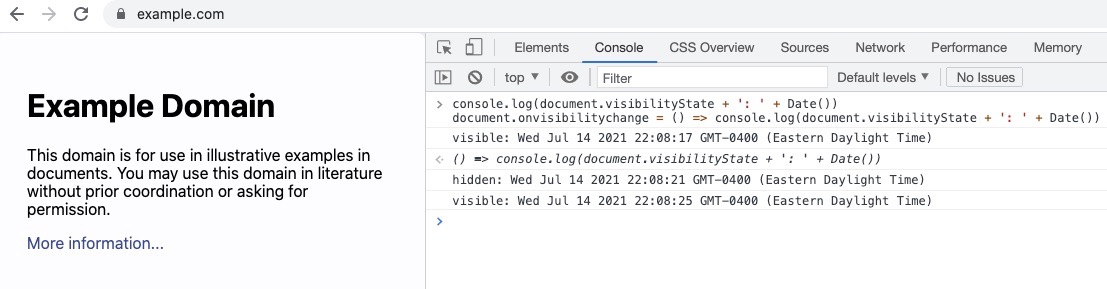 example.com
Elements Console CSS Overview Sources Network Performance Memory
top Filter Default levels No Issues
Example Domain
This domain is for use in illustrative examples in
documents. You may use this domain in literature
without prior coordination or asking for
permission.
More information...
console.log(document.visibilityState + ': ' + Date())
document.onvisibilitychange = () => console.log(document.visibilityState + ': ' + Date())
visible: Wed Jul 14 2021 22:08:17 GMT-0400 (Eastern Daylight Time)
() => console.log(document.visibilityState + ': ' + Date())
hidden: Wed Jul 14 2021 22:08:21 GMT-0400 (Eastern Daylight Time)
visible: Wed Jul 14 2021 22:08:25 GMT-0400 (Eastern Daylight Time)